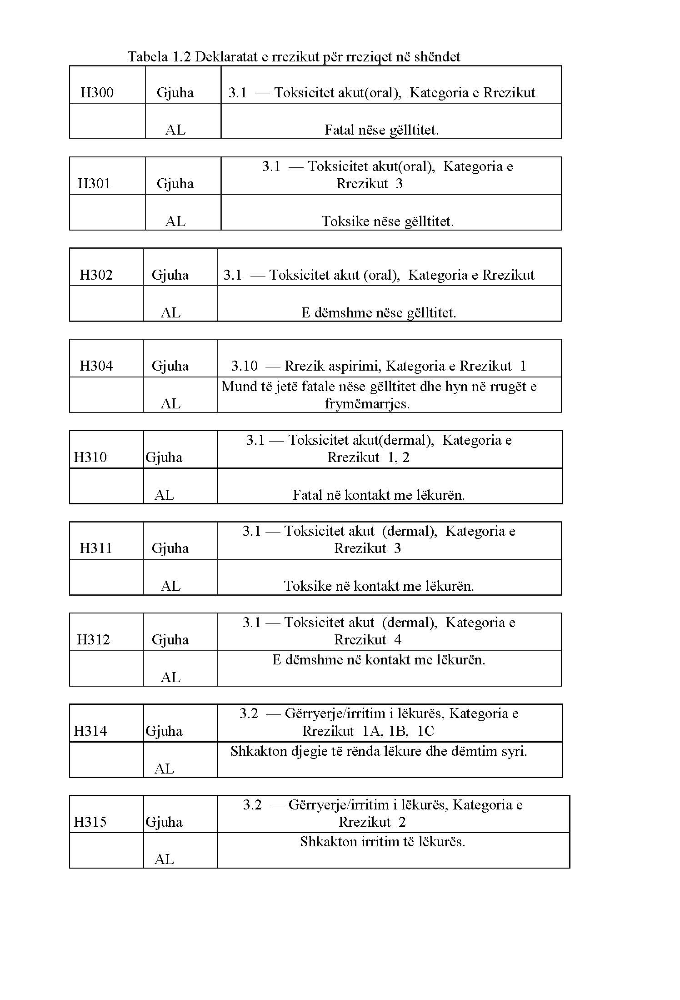 Tabela 1.2 Deklaratat e rrezikut për rreziqet në shëndet
H300 Gjuha 3.1 — Toksicitet akut(oral), Kategoria e Rrezikut
AL Fatal nëse gëlltitet.
3.1 — Toksicitet akut(oral), Kategoria e
H301 Gjuha Rrezikut 3
AL Toksike nëse gëlltitet.
H302 Gjuha 3.1 — Toksicitet akut (oral), Kategoria e Rrezikut
AL E dëmshme nëse gëlltitet.
H304 Gjuha 3.10 — Rrezik aspirimi, Kategoria e Rrezikut 1
Mund të jetë fatale nëse gëlltitet dhe hyn në rrugët e
AL frymëmarrjes.
3.1 — Toksicitet akut(dermal), Kategoria e
H310 Gjuha Rrezikut 1, 2
AL Fatal në kontakt me lëkurën.
3.1 — Toksicitet akut (dermal), Kategoria e
H311 Gjuha Rrezikut 3
AL Toksike në kontakt me lëkurën.
3.1 — Toksicitet akut (dermal), Kategoria e
H312 Gjuha Rrezikut 4
E dëmshme në kontakt me lëkurën.
AL
3.2 — Gërryerje/irritim i lëkurës, Kategoria e
H314 Gjuha Rrezikut 1A, 1B, 1C
Shkakton djegie të rënda lëkure dhe dëmtim syri.
AL
3.2 — Gërryerje/irritim i lëkurës, Kategoria e
H315 Gjuha Rrezikut 2
Shkakton irritim të lëkurës.
AL